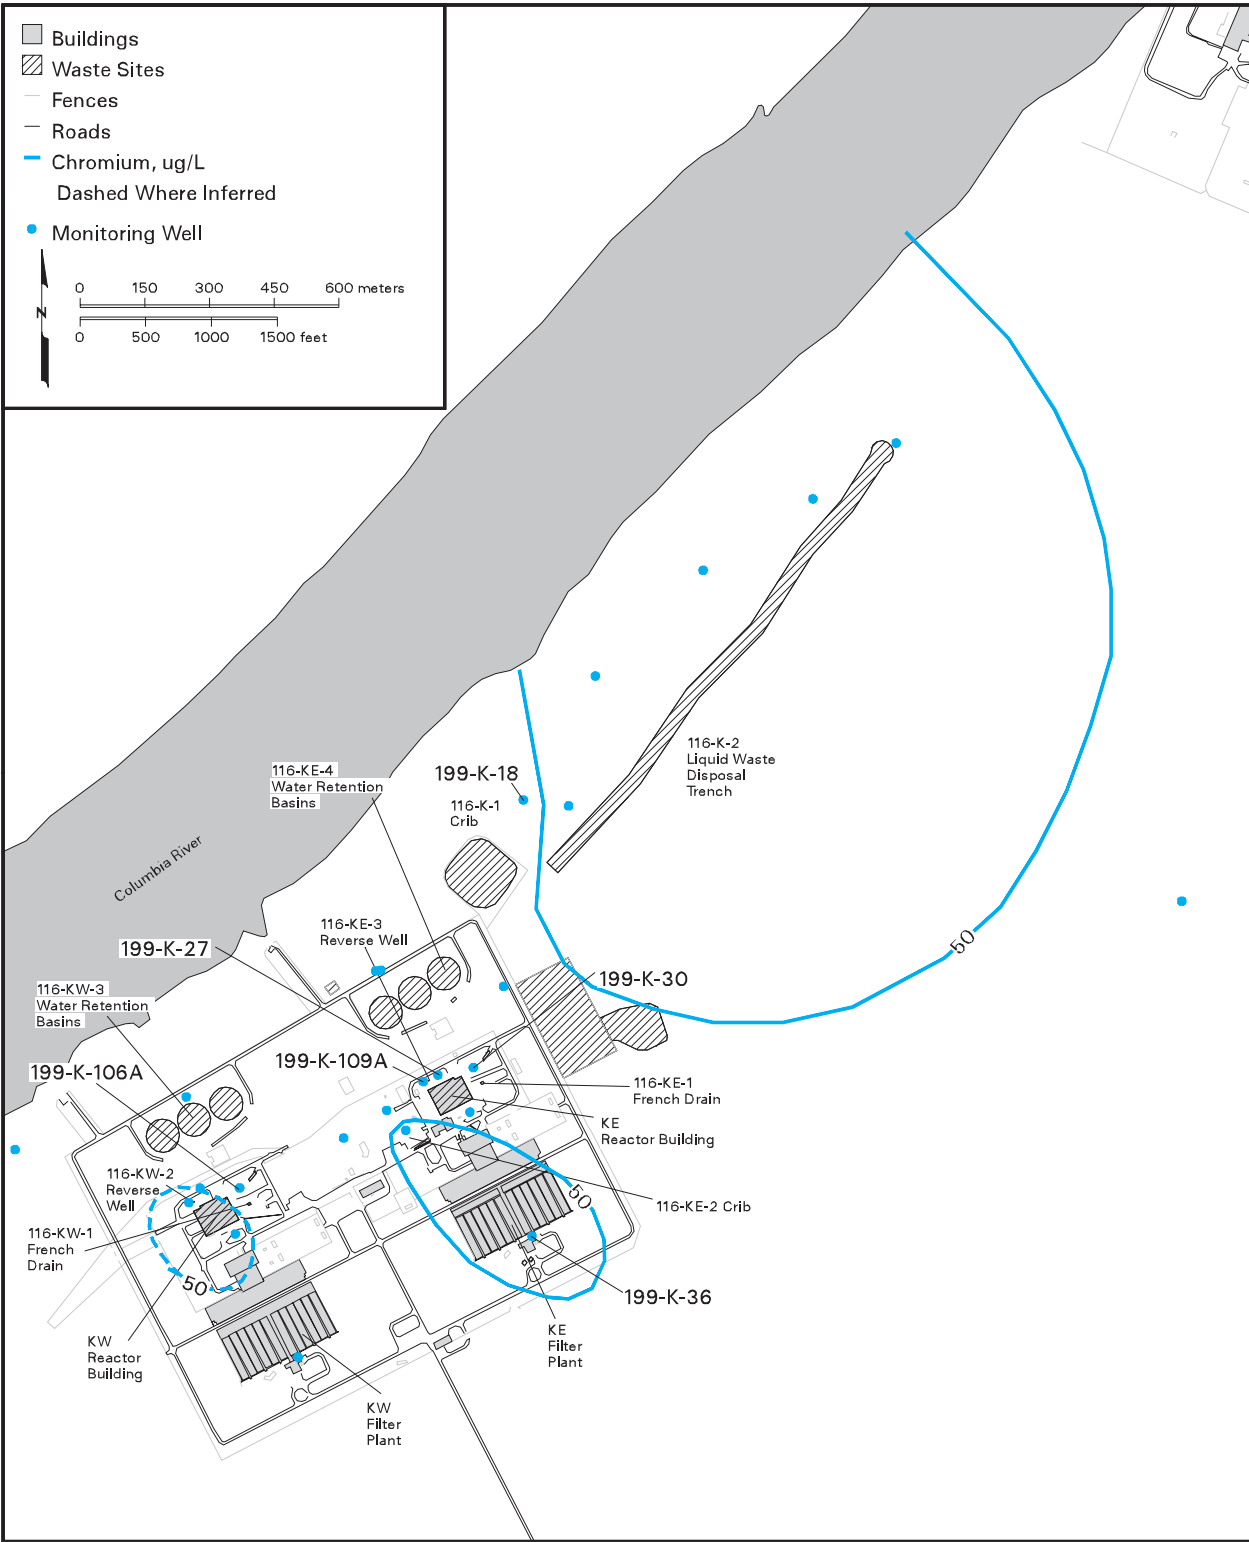 Buildings
Waste Sites
Fences
Roads
Chromium, ug/L
Dashed Where Inferred
Monitoring Well
0 150 300 450 600 meters
N
0 500 1000 1500 feet
116-K-2
Liquid Waste
Disposal
Trench
116-KE-4
Water Retention
Basins
199-K-18
116-K-1
Crib
Columbia River
116-KE-3
Reverse Well
199-K-27
50
199-K-30
116-KW-3
Water Retention
Basins
199-K-109A
199-K-106A
116-KE-1
French Drain
KE
Reactor Building
116-KW-2
Reverse
Well
50
116-KE-2 Crib
116-KW-1
French
Drain
50
199-K-36
KE
Filter
Plant
KW
Reactor
Building
KW
Filter
Plant